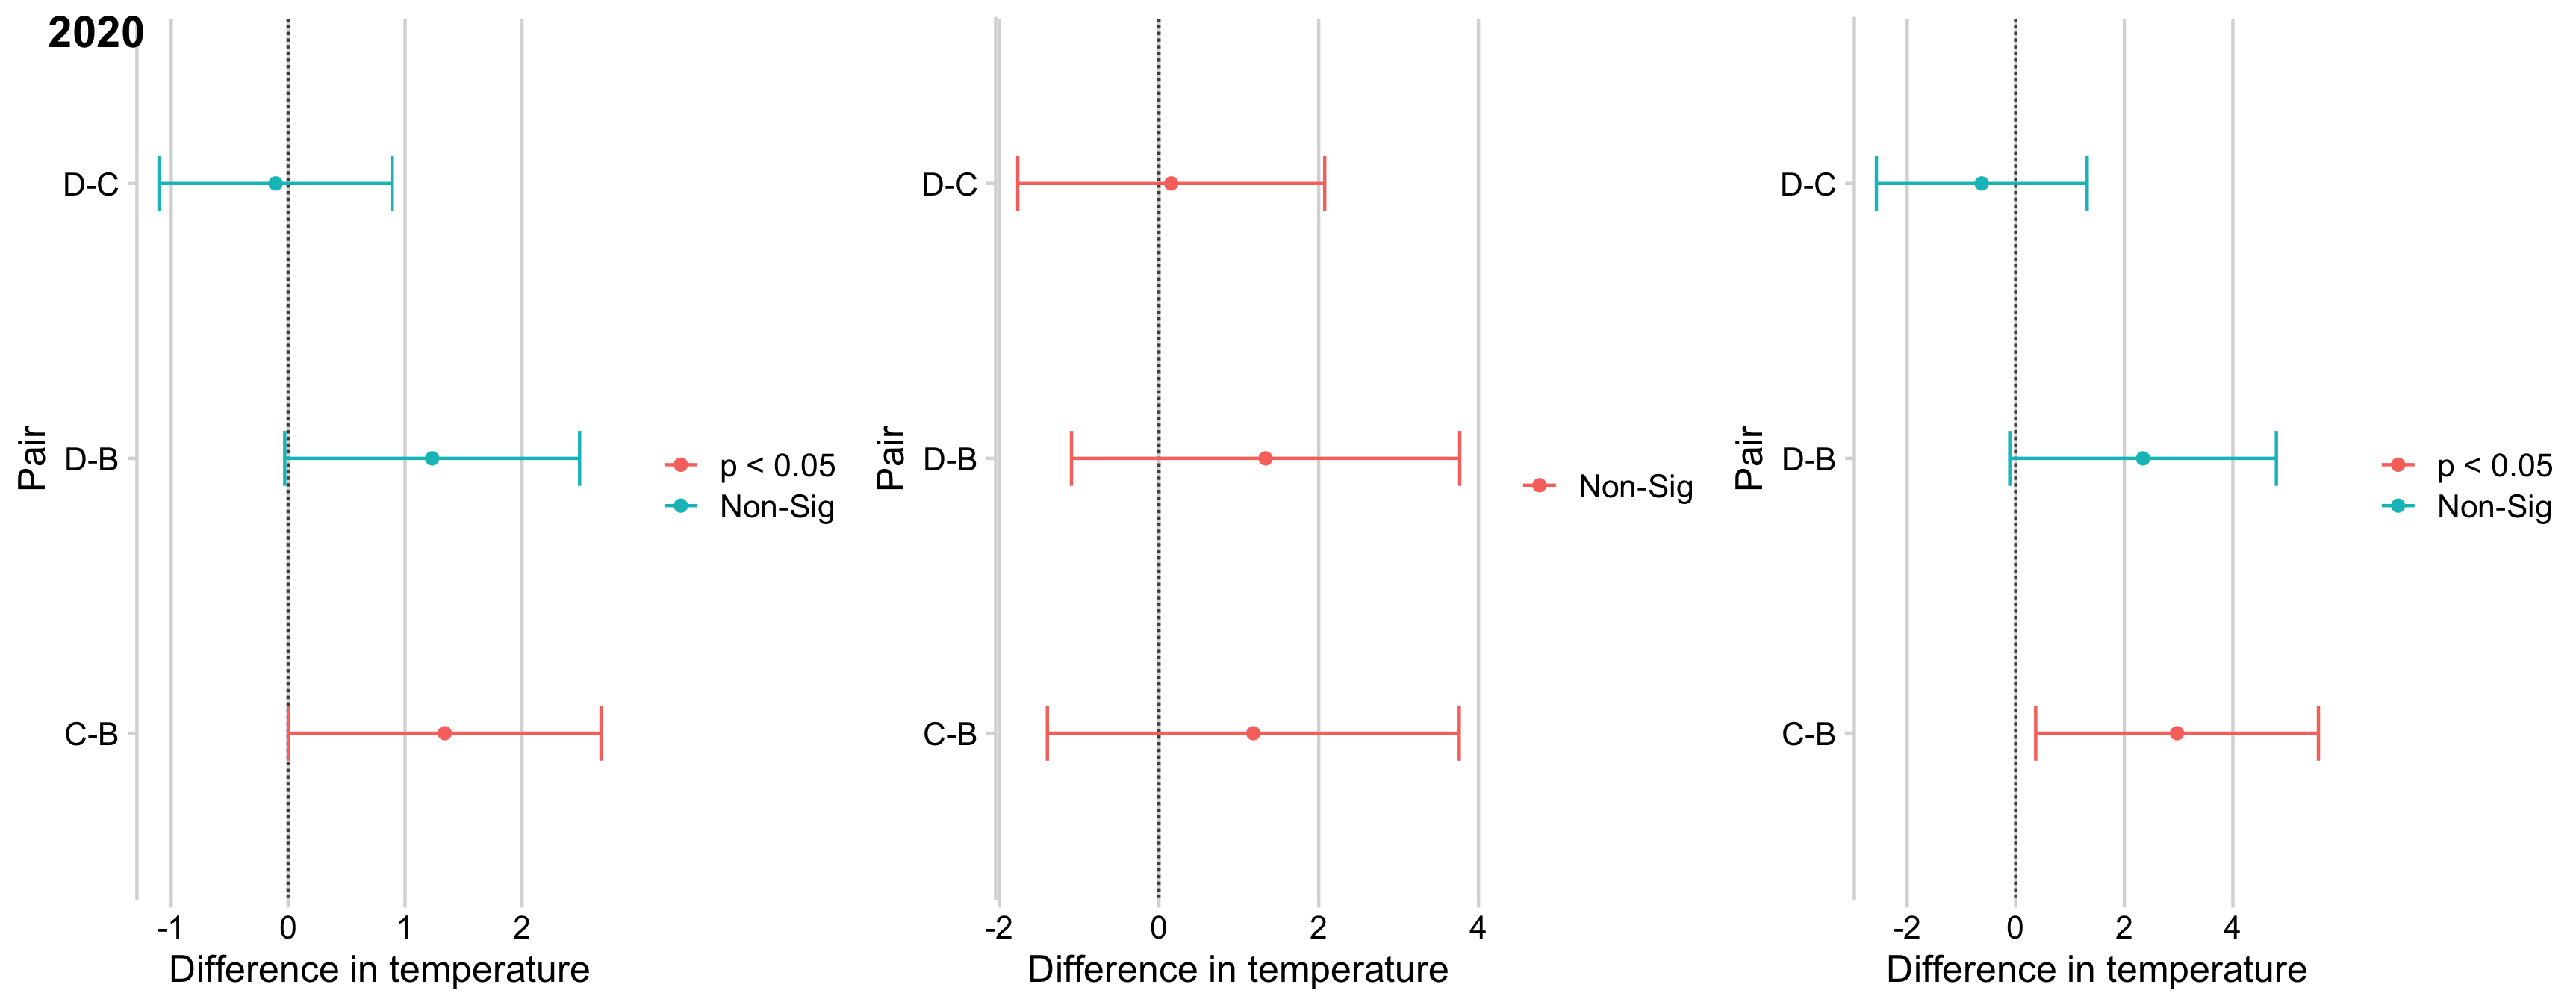 2020
Pair
D-C
D-B
C-B
-1 0 1 2
Difference in temperature
p < 0.05
Non-Sig
Pair
D-C
D-B
C-B
-2 0 2 4
Difference in temperature
Non-Sig
Pair
D-C
D-B
C-B
-2 0 2 4
Difference in temperature
p < 0.05
Non-Sig